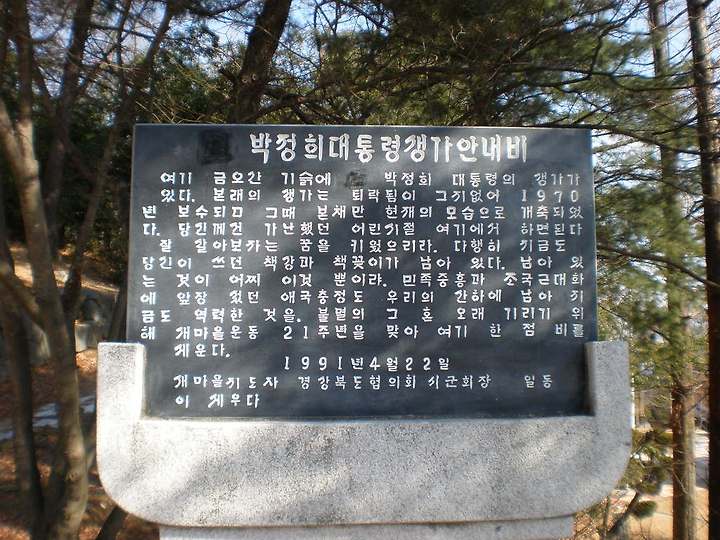 박정희대통령생가안내비
여기 금오산 기슭에 박정희 대통령의 생가가
있다. 본래의 생가는 퇴락됨이 그지없어 1970
년 보수되고 그때 본채만 현재의 모습으로 개축되었
다. 당신께선 가난했던 어린시절 여기에서 하면된다
잘 살아보자는 꿈을 키웠으리라. 다행히 지금도
당신이 쓰던 책상과 책꽂이가 남아 있다. 남아 있
는 것이 어찌 이것 뿐이랴. 민족중흥과 조국근대화
에 앞장 섰던 애국충정도 우리의 산하에 남아 지
금도 역력한 것을. 불멸의 그 혼 오래 기리기 위
해 새마을운동 21주년을 맞아 여기 한 점 비를
세운다.
1991년4월22일
새마을지도자 경상북도협의회 시군회장 일동
이 세우다